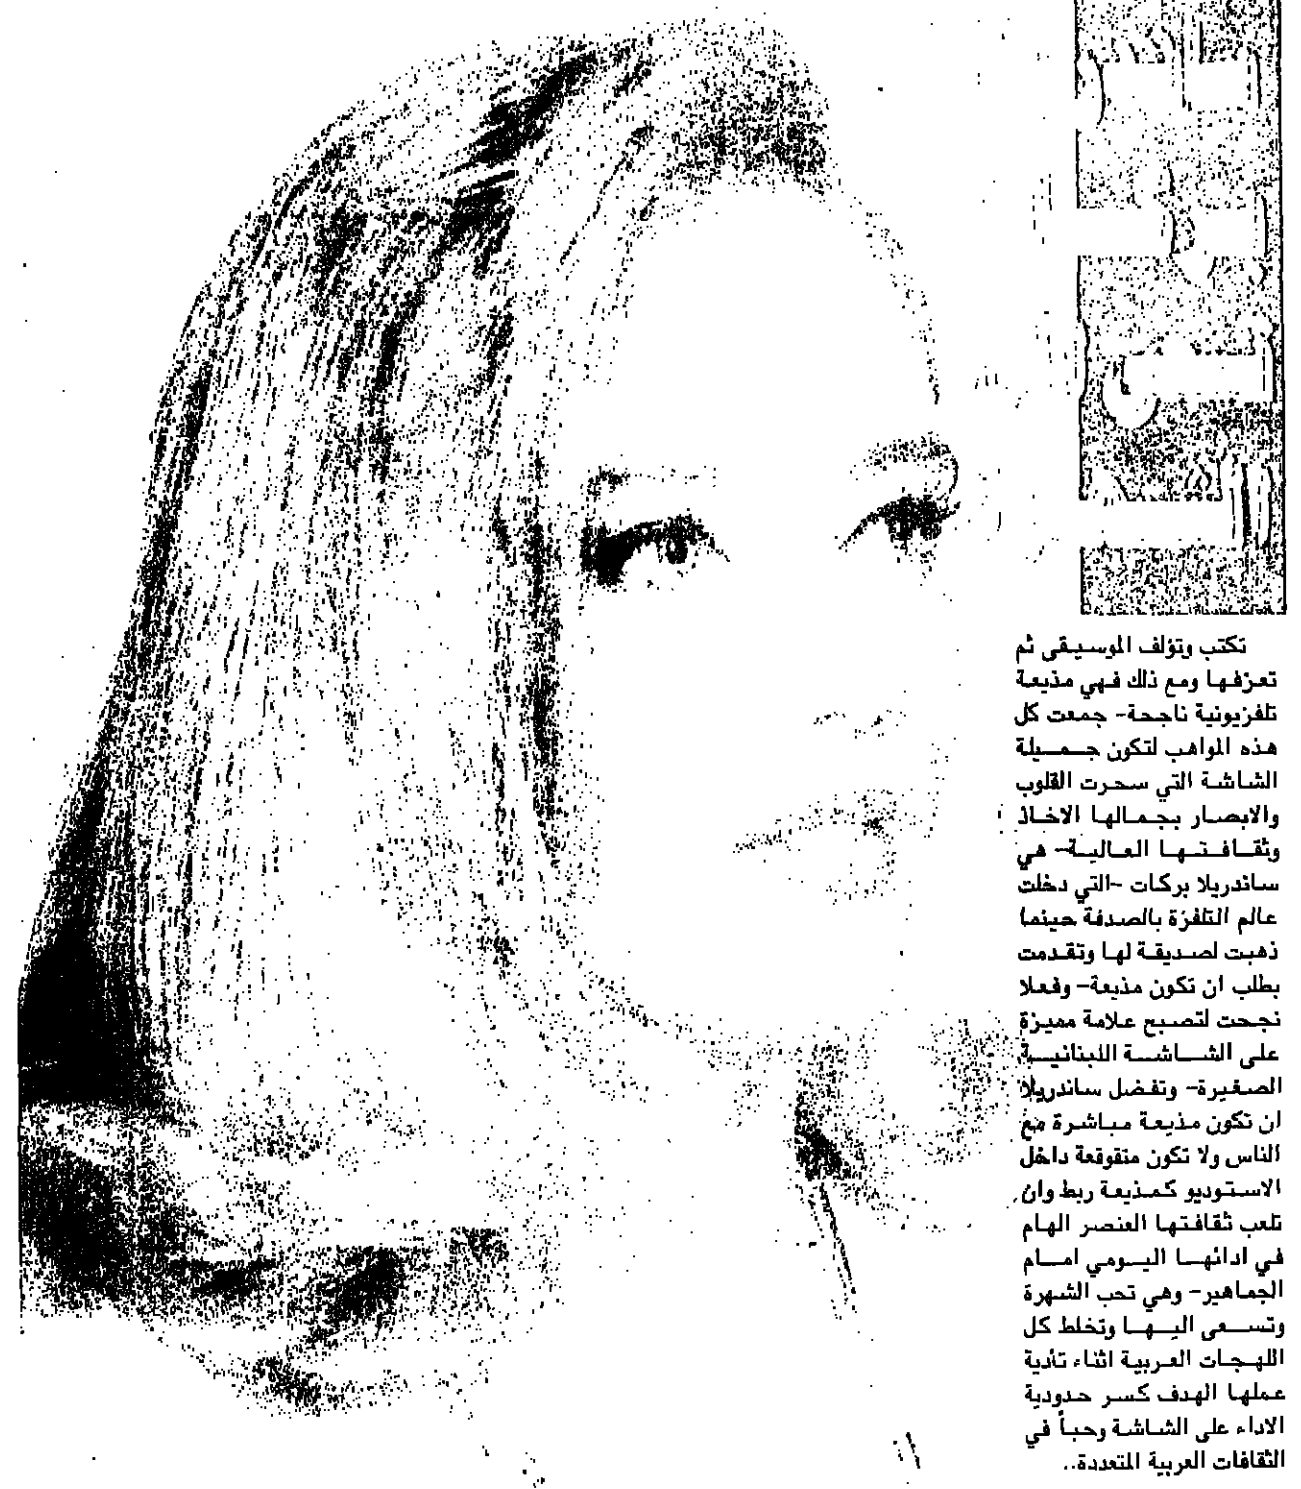 تكتب وتؤلف الموسيقى ثم
تعزفها ومع ذلك فهي مذيعة
تلفزيونية ناجحة- جمعت كل
هذه المواهب لتكون جميلة
الشاشة التي سحرت القلوب
والابصار بجمالها الاخاذ
وثقافتها العالية- هي
ساندريلا بركات -التي دخلت
عالم التلفزة بالصدفة حينما
ذهبت لصديقة لها وتقدمت
بطلب ان تكون مذيعة- وفعلا
نجحت لتصبح علامة مميزة
على الشاشة اللبنانية
الصغيرة- وتفضل ساندريلا
ان تكون مذيعة مباشرة مع
الناس ولا تكون متقوقعة داخل
الاستوديو كمذيعة ربط وان
تلعب ثقافتها العنصر الهام
في ادائها اليومي امام
الجماهير- وهي تحب الشهرة
وتسعى اليها وتخلط كل
اللهجات العربية اثناء تأدية
عملها الهدف كسر حدودية
الاداء على الشاشة وحباً في
الثقافات العربية المتعددة..